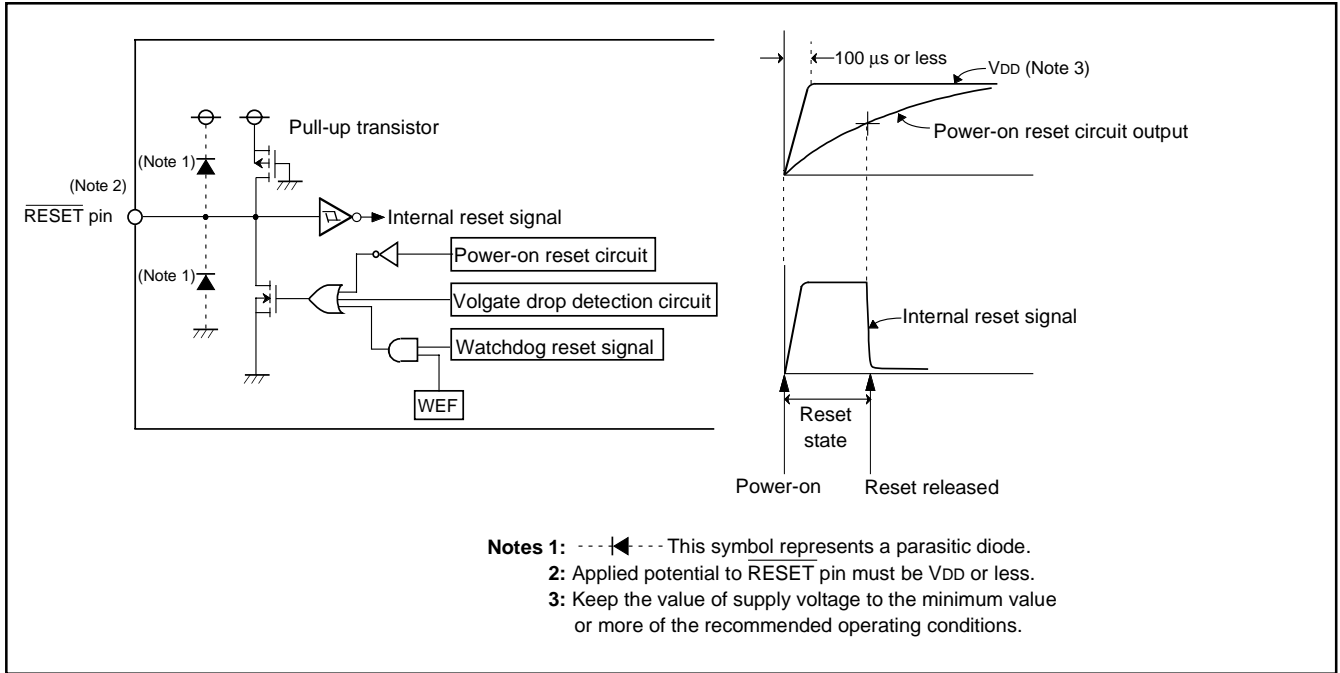 Pull-up transistor
(Note 1)
(Note 2)
RESET pin
Internal reset signal
Power-on reset circuit
(Note 1)
Volgate drop detection circuit
Watchdog reset signal
WEF
100 μs or less
VDD (Note 3)
Power-on reset circuit output
Internal reset signal
Reset
state
Power-on
Reset released
Notes 1: This symbol represents a parasitic diode.
2: Applied potential to RESET pin must be VDD or less.
3: Keep the value of supply voltage to the minimum value
or more of the recommended operating conditions.